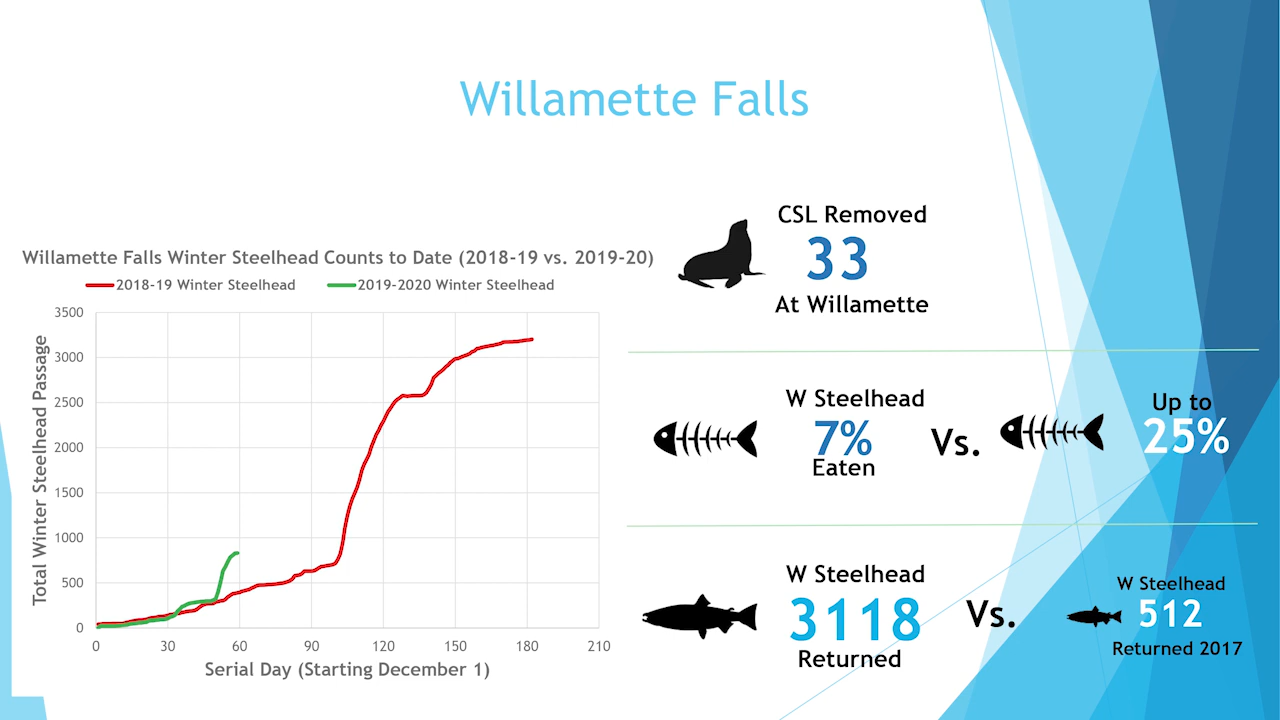 Willamette Falls
Willamette Falls Winter Steelhead Counts to Date (2018-19 vs. 2019-20)
2018-19 Winter Steelhead
2019-2020 Winter Steelhead
Total Winter Steelhead Passage
3500
3000
2500
2000
1500
1000
500
0
0 30 60 90 120 150 180 210
Serial Day (Starting December 1)
CSL Removed
33
At Willamette
W Steelhead
7%
Eaten
Vs.
Up to
25%
W Steelhead
3118
Returned
Vs.
W Steelhead
512
Returned 2017